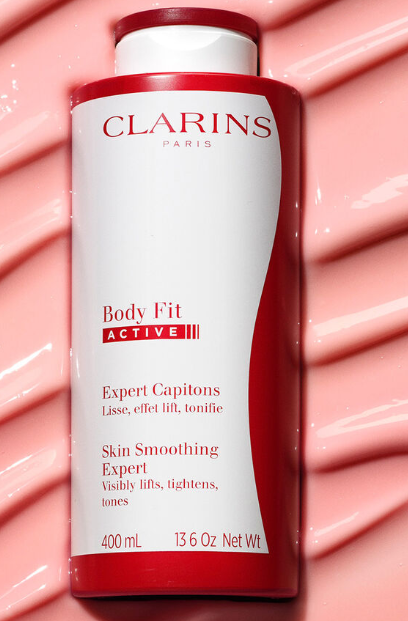 CLARINS
PARIS
Body Fit
ACTIVE
Expert Capitons
Lisse, effet lift, tonifie
Skin Smoothing
Expert
Visibly lifts, tightens,
tones
400 mL 13 6 Oz Net Wt